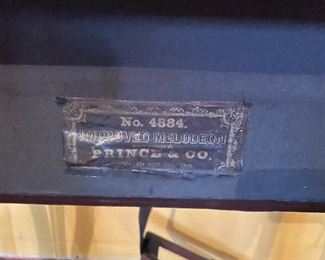 No. 4884.
IMPROVED MELODEON
PRINCE & CO.